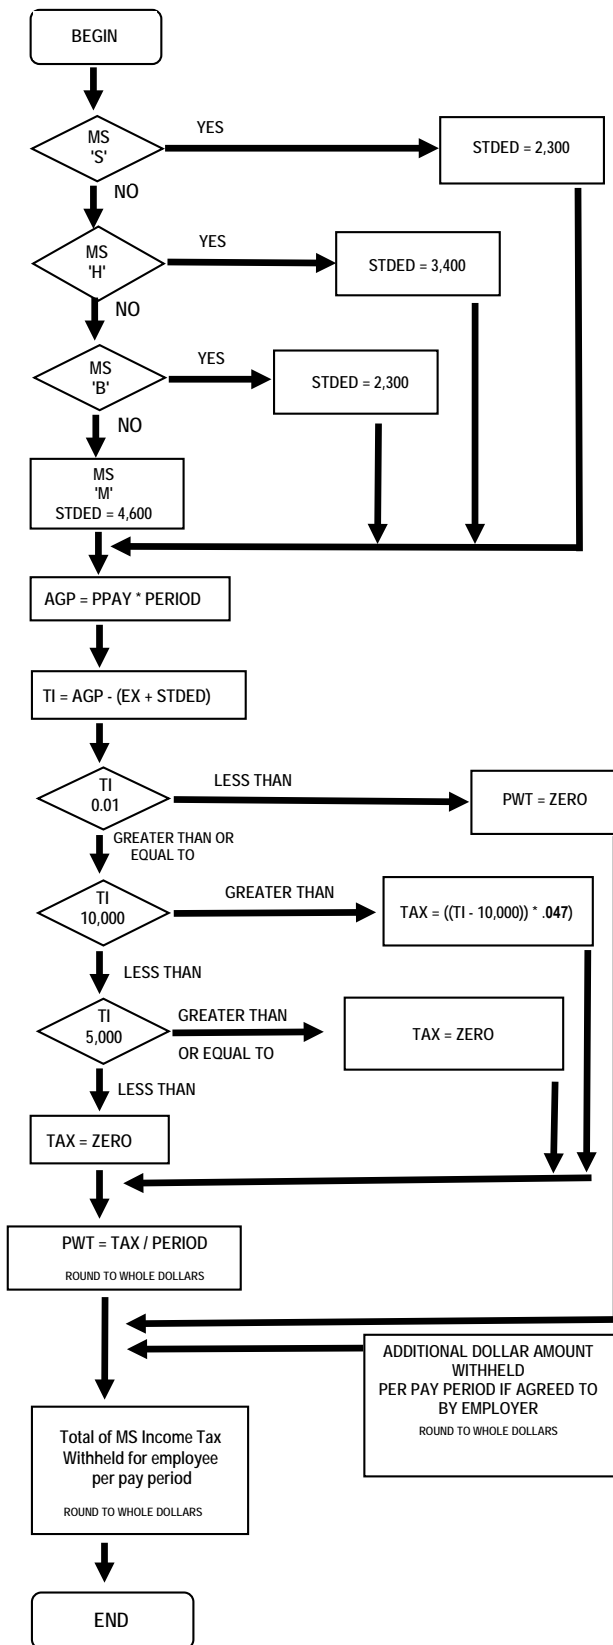 BEGIN
MS
'S'
YES
STDED = 2,300
NO
MS
'H'
YES
STDED = 3,400
NO
MS
'B'
YES
STDED = 2,300
NO
MS
'M'
STDED = 4,600
AGP = PPAY * PERIOD
TI = AGP - (EX + STDED)
TI
0.01
LESS THAN
PWT = ZERO
GREATER THAN OR
EQUAL TO
TI
10,000
GREATER THAN
TAX = ((TI - 10,000)) * .047)
LESS THAN
TI
5,000
GREATER THAN
OR EQUAL TO
TAX = ZERO
LESS THAN
TAX = ZERO
PWT = TAX / PERIOD
ROUND TO WHOLE DOLLARS
ADDITIONAL DOLLAR AMOUNT
WITHHELD
PER PAY PERIOD IF AGREED TO
BY EMPLOYER
ROUND TO WHOLE DOLLARS
Total of MS Income Tax
Withheld for employee
per pay period
ROUND TO WHOLE DOLLARS
END